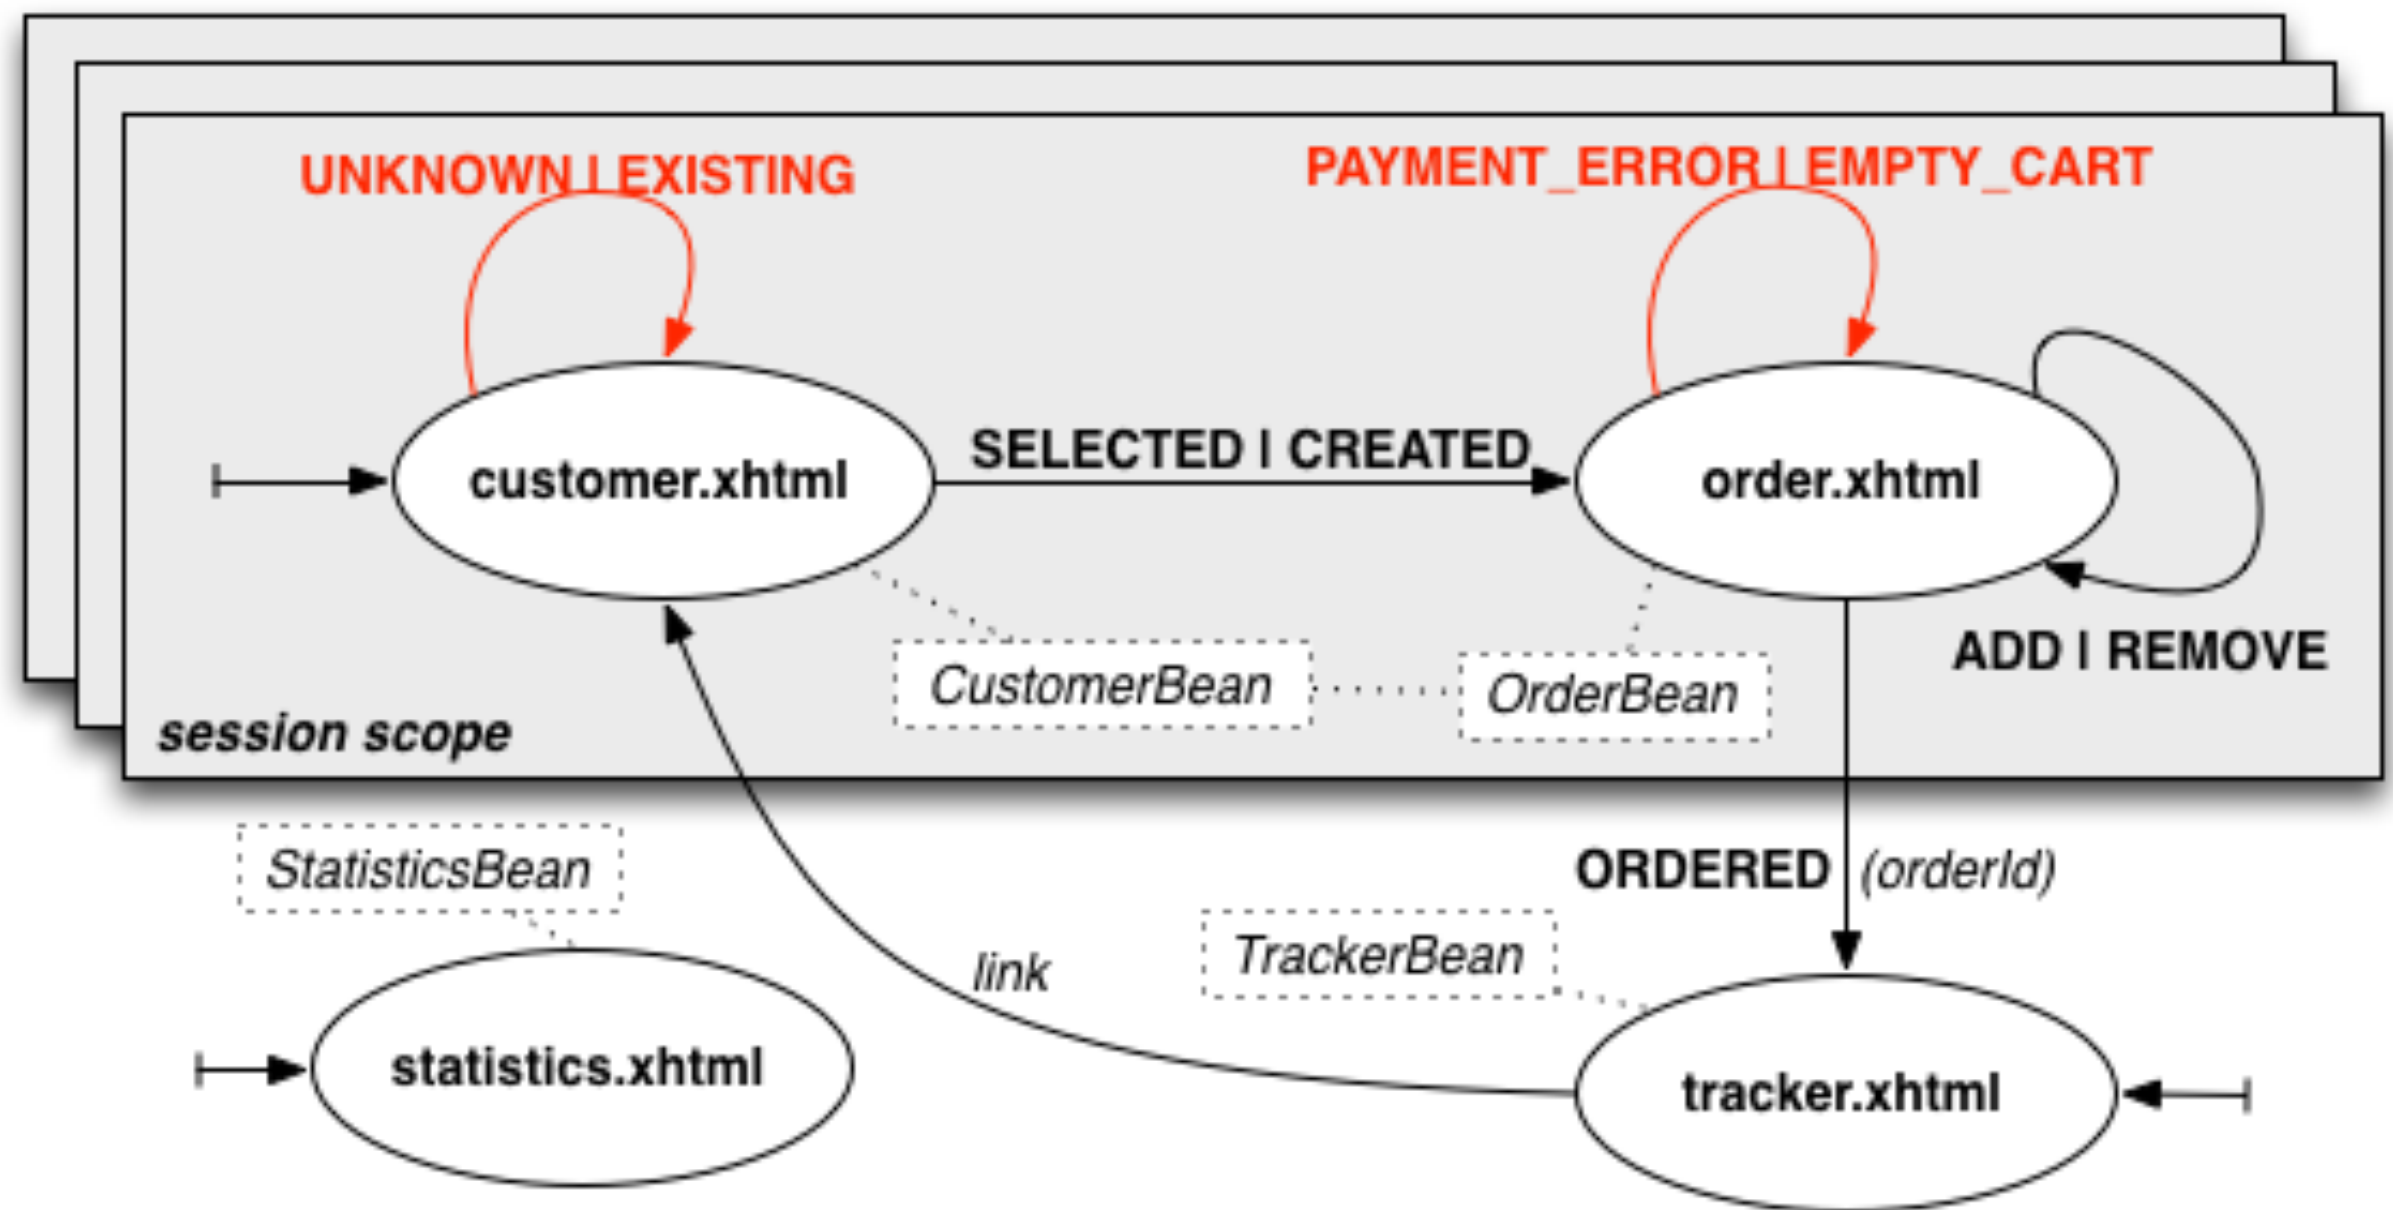 UNKNOWN | EXISTING
PAYMENT_ERROR | EMPTY_CART
SELECTED | CREATED
customer.xhtml
order.xhtml
ADD | REMOVE
CustomerBean
OrderBean
session scope
StatisticsBean
ORDERED (orderId)
TrackerBean
link
statistics.xhtml
tracker.xhtml